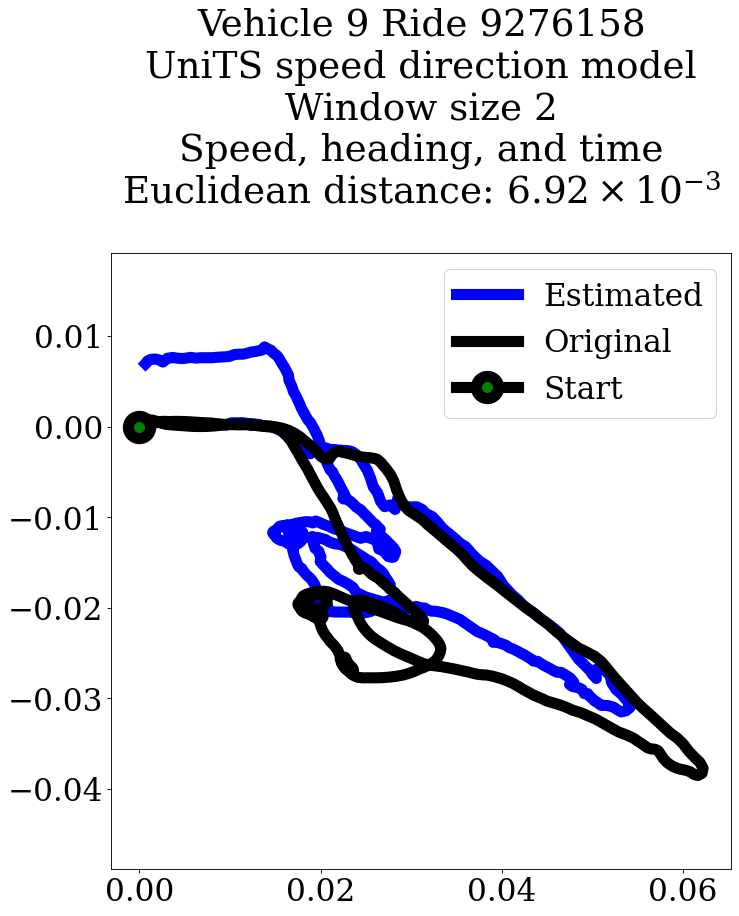 Vehicle 9 Ride 9276158
UniTS speed direction model
Window size 2
Speed, heading, and time
Euclidean distance: 6.92 × 10⁻³
Estimated
Original
Start
0.01
0.00
−0.01
−0.02
−0.03
−0.04
0.00 0.02 0.04 0.06